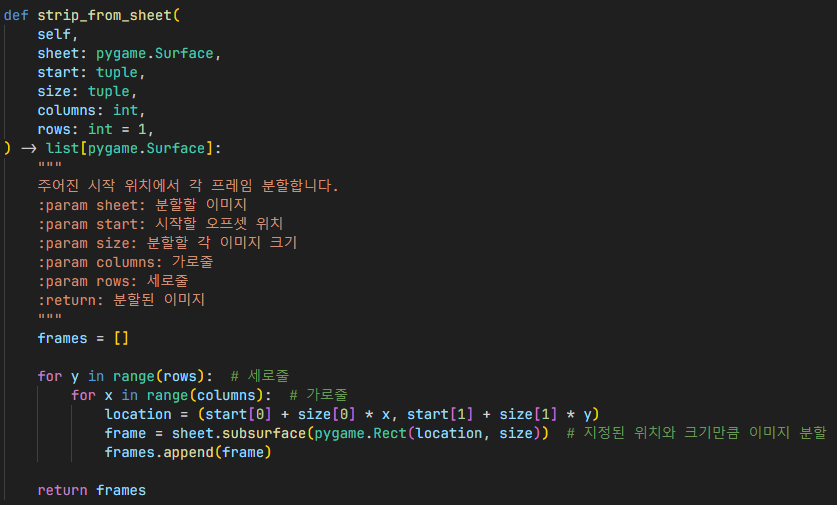 def strip_from_sheet(
    self,
    sheet: pygame.Surface,
    start: tuple,
    size: tuple,
    columns: int,
    rows: int = 1,
) -> list[pygame.Surface]:
    """
    주어진 시작 위치에서 각 프레임 분할합니다.
    :param sheet: 분할할 이미지
    :param start: 시작할 오프셋 위치
    :param size: 분할할 각 이미지 크기
    :param columns: 가로줄
    :param rows: 세로줄
    :return: 분할된 이미지
    """
    frames = []

    for y in range(rows):  # 세로줄
        for x in range(columns):  # 가로줄
            location = (start[0] + size[0] * x, start[1] + size[1] * y)
            frame = sheet.subsurface(pygame.Rect(location, size))  # 지정된 위치와 크기만큼 이미지 분할
            frames.append(frame)

    return frames